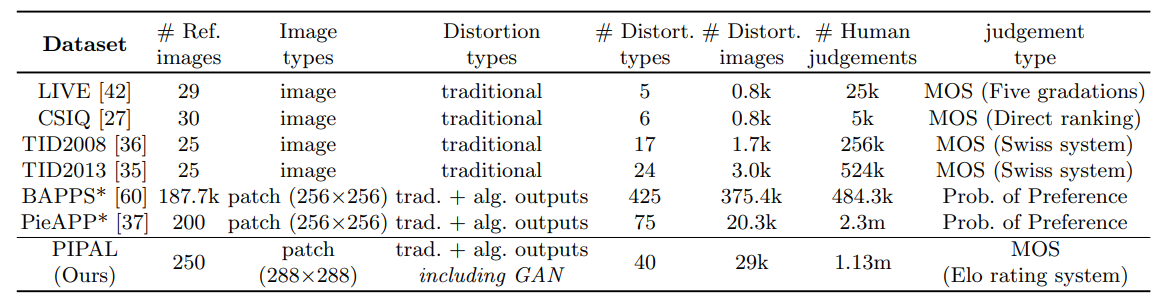 Dataset # Ref. images Image types Distortion types # Distort. types # Distort. images # Human judgements judgement type
LIVE [42] 29 image traditional 5 0.8k 25k MOS (Five gradations)
CSIQ [27] 30 image traditional 6 0.8k 5k MOS (Direct ranking)
TID2008 [36] 25 image traditional 17 1.7k 256k MOS (Swiss system)
TID2013 [35] 25 image traditional 24 3.0k 524k MOS (Swiss system)
BAPPS* [60] 187.7k patch (256×256) trad. + alg. outputs 425 375.4k 484.3k Prob. of Preference
PieAPP* [37] 200 patch (256×256) trad. + alg. outputs 75 20.3k 2.3m Prob. of Preference
PIPAL (Ours) 250 patch (288×288) trad. + alg. outputs including GAN 40 29k 1.13m MOS (Elo rating system)